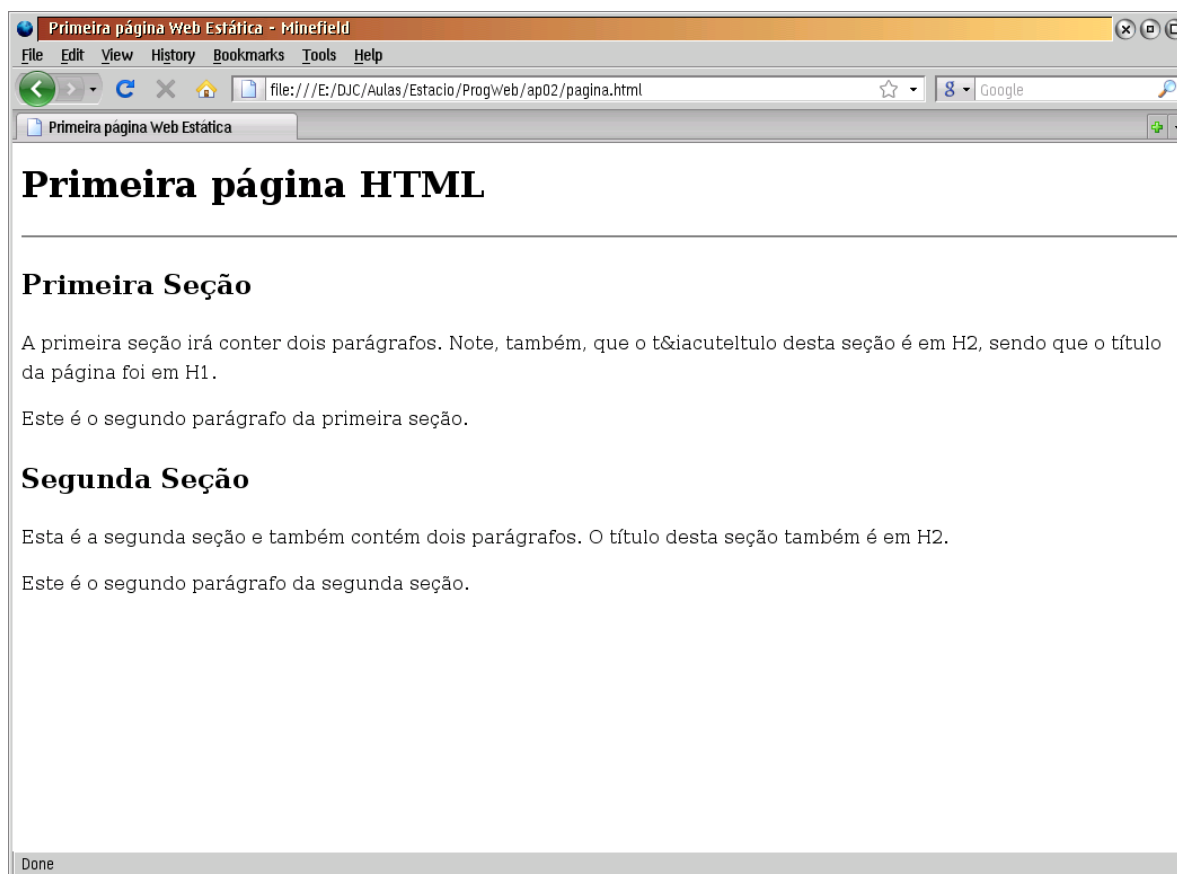 Primeira página Web Estática - Minefield
File Edit View History Bookmarks Tools Help
file:///E:/DJC/Aulas/Estacio/ProgWeb/ap02/pagina.html Google
Primeira página Web Estática
Primeira página HTML
Primeira Seção
A primeira seção irá conter dois parágrafos. Note, também, que o t&iacuteltulo desta seção é em H2, sendo que o título
da página foi em H1.
Este é o segundo parágrafo da primeira seção.
Segunda Seção
Esta é a segunda seção e também contém dois parágrafos. O título desta seção também é em H2.
Este é o segundo parágrafo da segunda seção.
Done